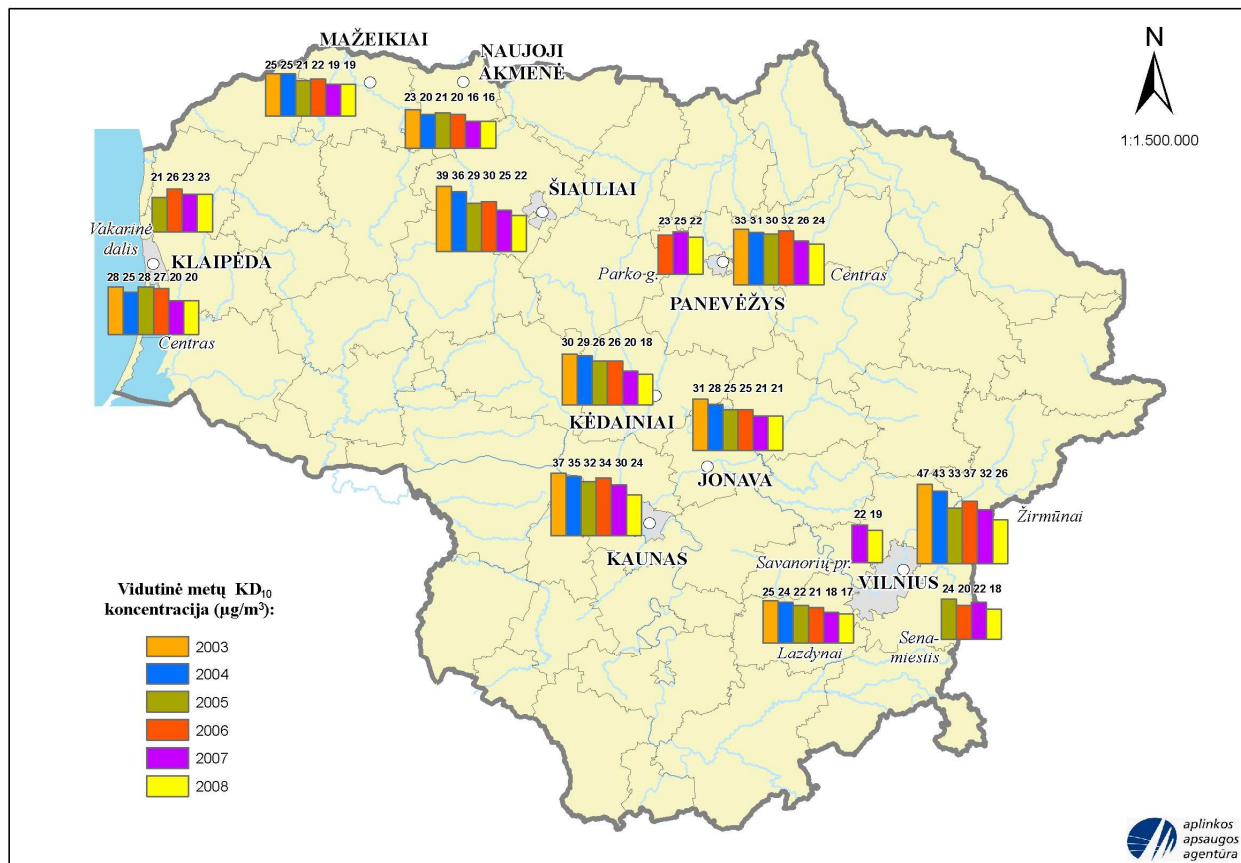 MAŽEIKIAI
NAUJOJI
AKMENĖ
N
1:1.500.000
25 25 21 22 19 19
23 20 21 20 16 16
39 36 29 30 25 22
ŠIAULIAI
21 26 23 23
Vakarinė
dalis
KLAIPĖDA
28 25 28 27 20 20
Centras
23 25 22
Parko g.
33 31 30 32 26 24
Centras
PANEVĖŽYS
30 29 26 26 20 18
KĖDAINIAI
31 28 25 25 21 21
JONAVA
37 35 32 34 30 24
KAUNAS
47 43 33 37 32 26
Žirmūnai
22 19
Savanorių pr.
VILNIUS
25 24 22 21 18 17
Lazdynai
24 20 22 18
Sena-
miestis
Vidutinė metų KD₁₀
koncentracija (µg/m³):
2003
2004
2005
2006
2007
2008
aplinkos
apsaugos
agentūra